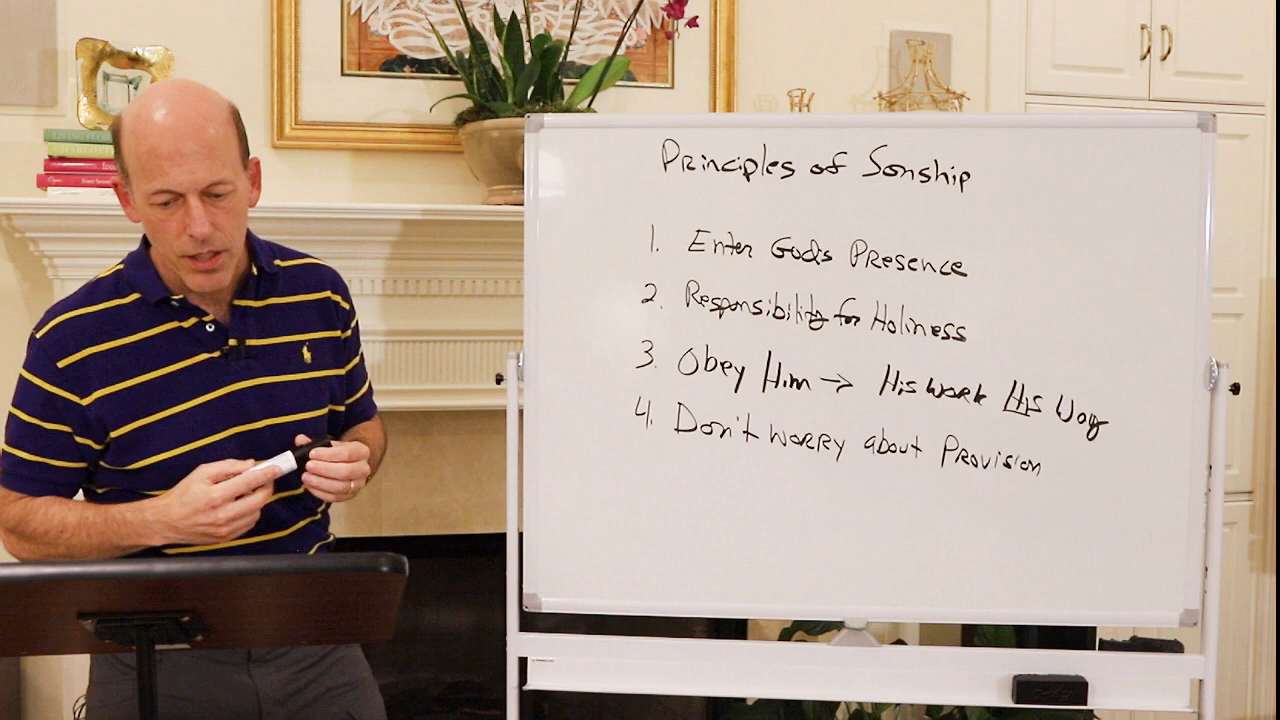 Principles of Sonship
1. Enter God's Presence
2. Responsibility for Holiness
3. Obey Him → His work His Way
4. Don't worry about Provision